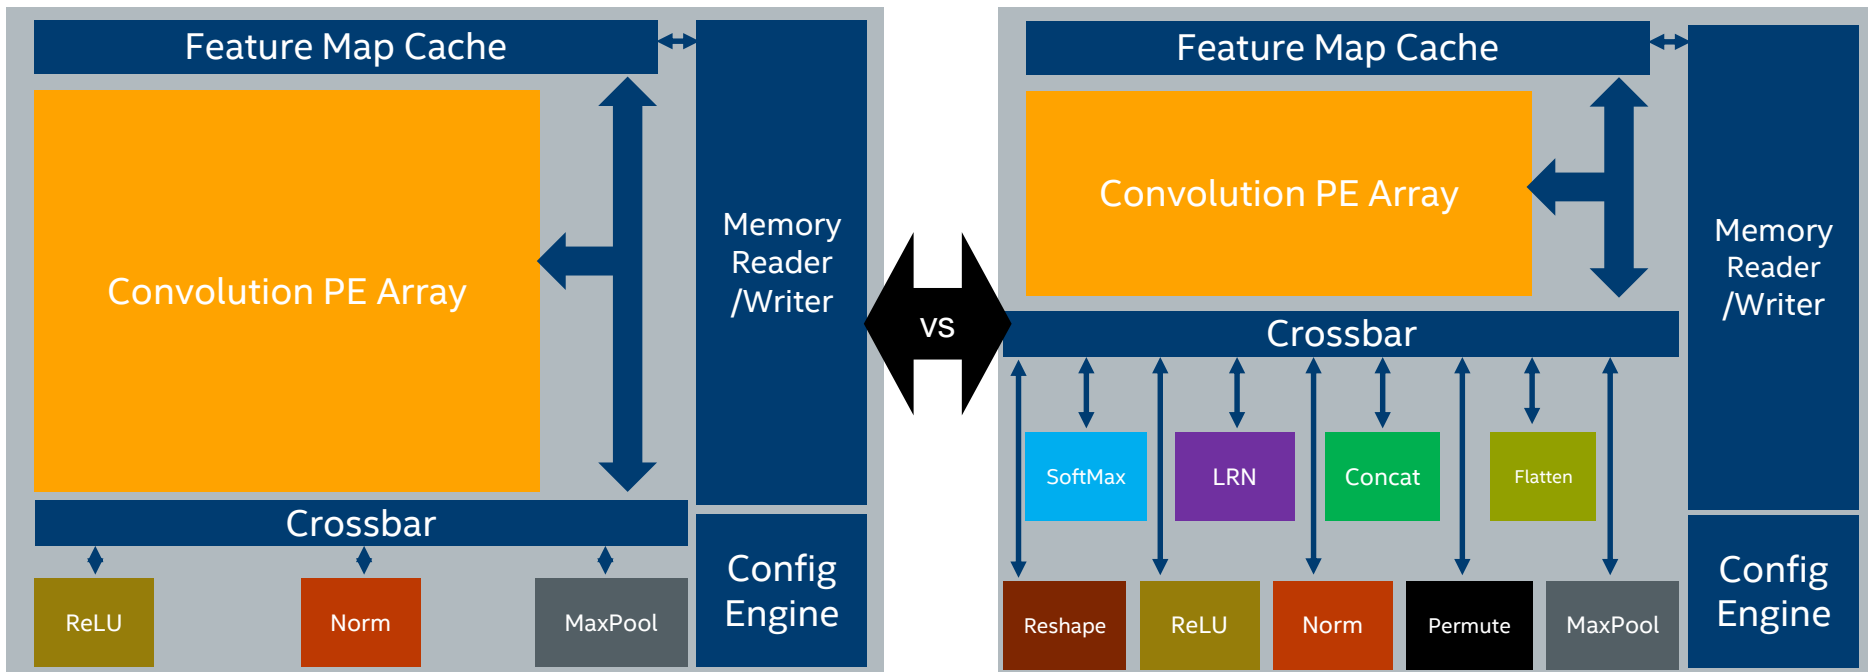 Feature Map Cache
Convolution PE Array
Memory
Reader
/Writer
Crossbar
Config
Engine
ReLU
Norm
MaxPool
vs
Feature Map Cache
Convolution PE Array
Memory
Reader
/Writer
Crossbar
SoftMax
LRN
Concat
Flatten
Config
Engine
Reshape
ReLU
Norm
Permute
MaxPool